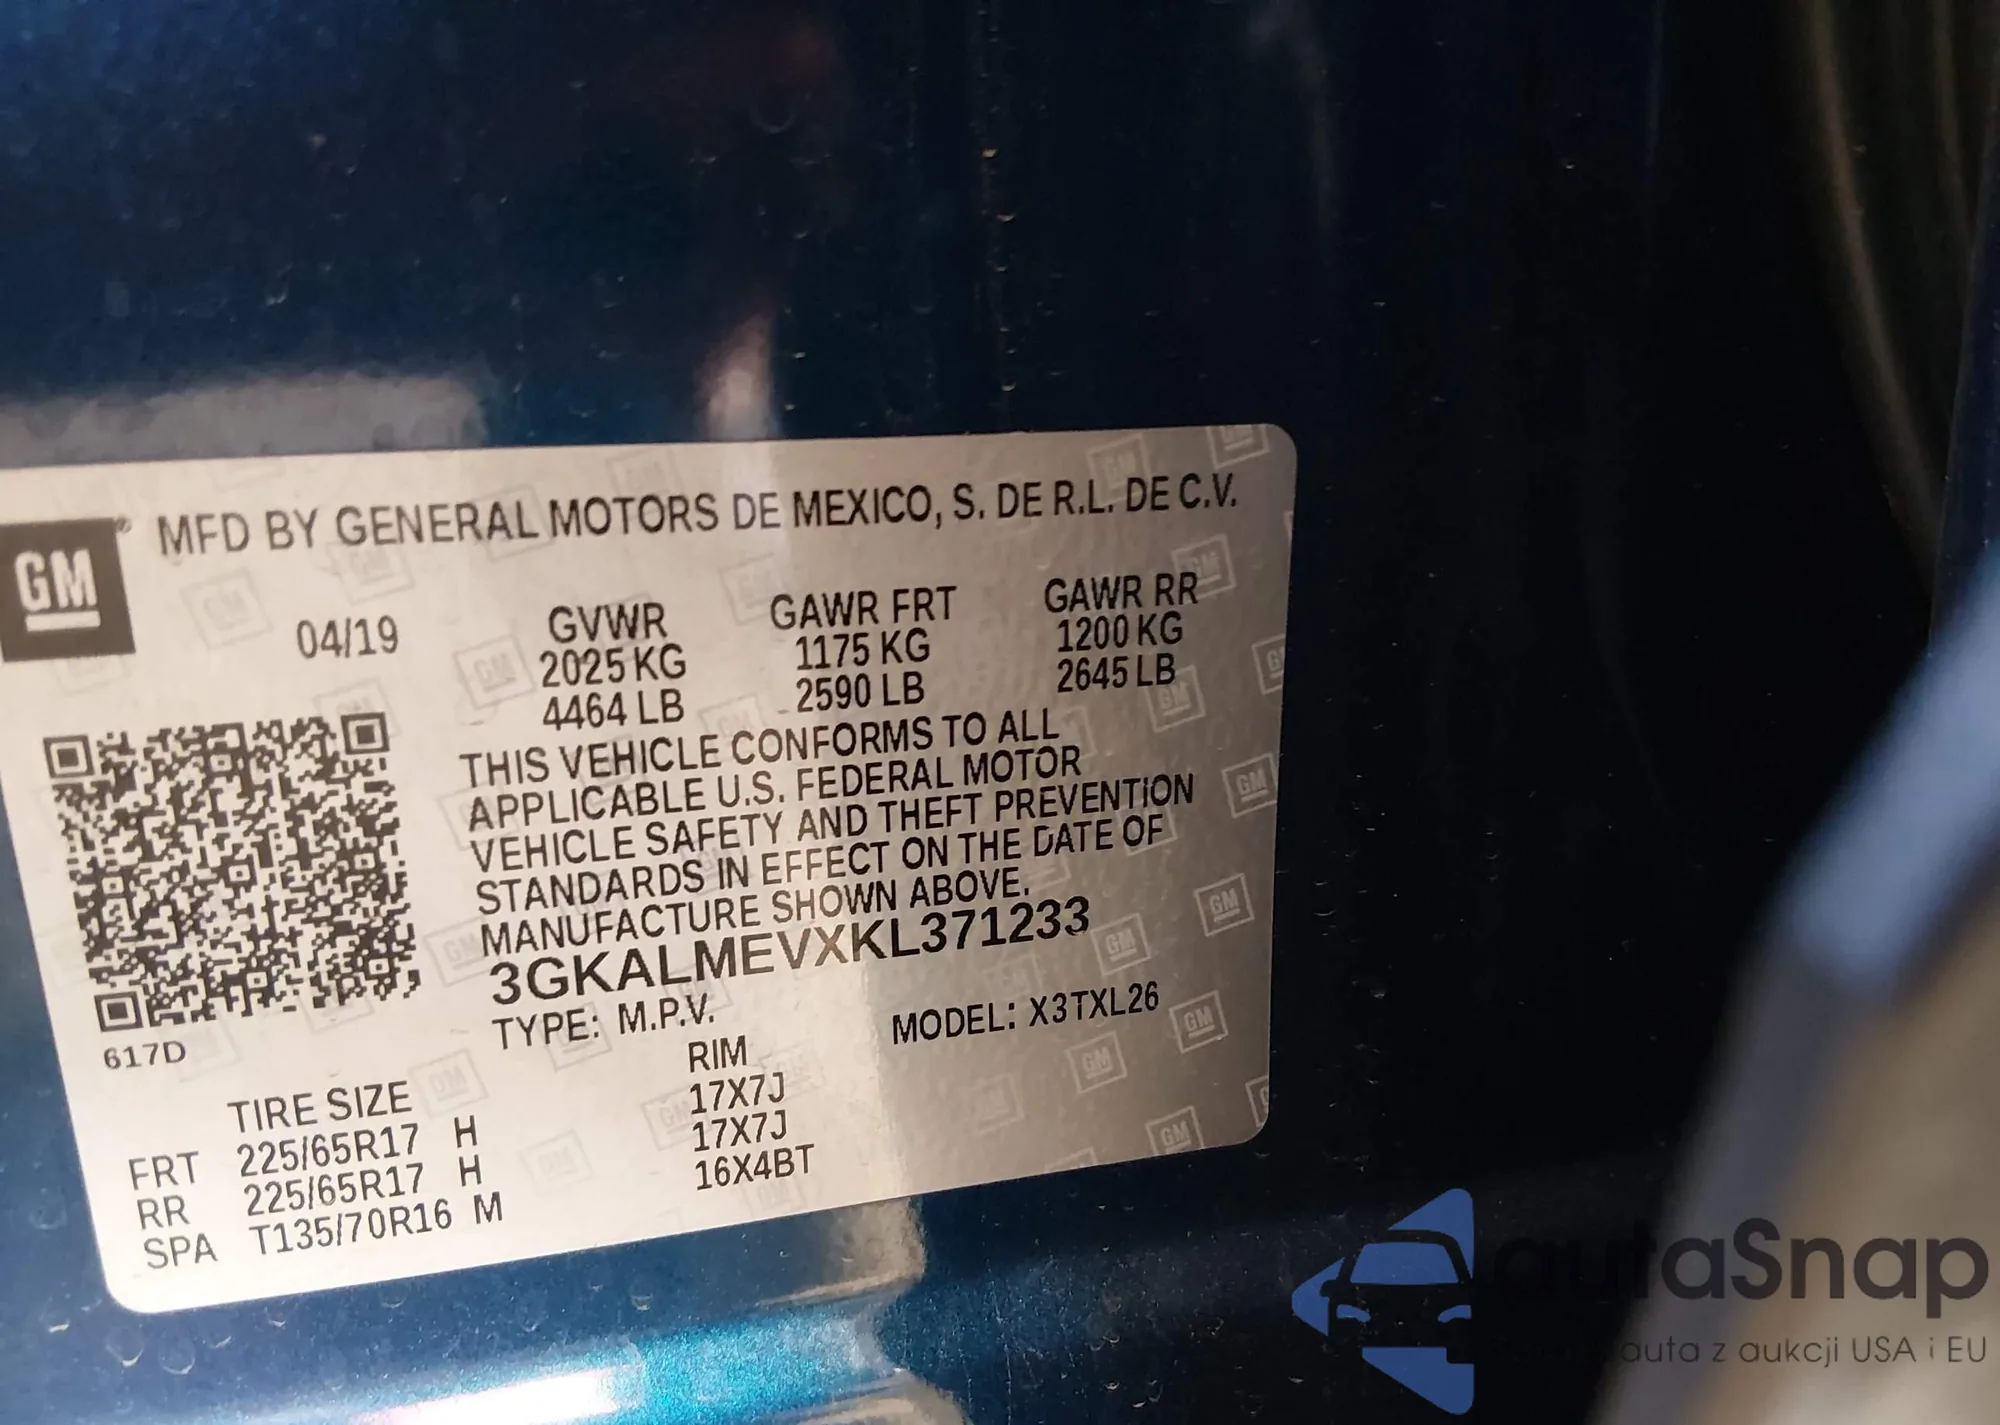 GM
MFD BY GENERAL MOTORS DE MEXICO, S. DE R.L. DE C.V.
04/19
GVWR
2025 KG
4464 LB
GAWR FRT
1175 KG
2590 LB
GAWR RR
1200 KG
2645 LB
THIS VEHICLE CONFORMS TO ALL
APPLICABLE U.S. FEDERAL MOTOR
VEHICLE SAFETY AND THEFT PREVENTION
STANDARDS IN EFFECT ON THE DATE OF
MANUFACTURE SHOWN ABOVE.
3GKALMEVXKL371233
TYPE: M.P.V. MODEL: X3TXL26
617D
TIRE SIZE RIM
FRT 225/65R17 H 17X7J
RR 225/65R17 H 17X7J
SPA T135/70R16 M 16X4BT
autaSnap
auta z aukcji USA i EU